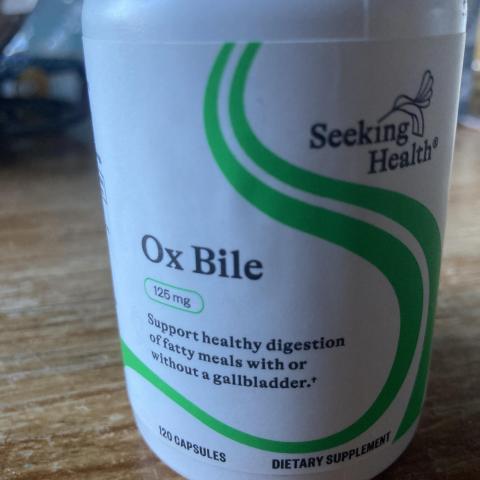 Seeking
Health®
Ox Bile
125 mg
Support healthy digestion
of fatty meals with or
without a gallbladder.†
120 CAPSULES
DIETARY SUPPLEMENT